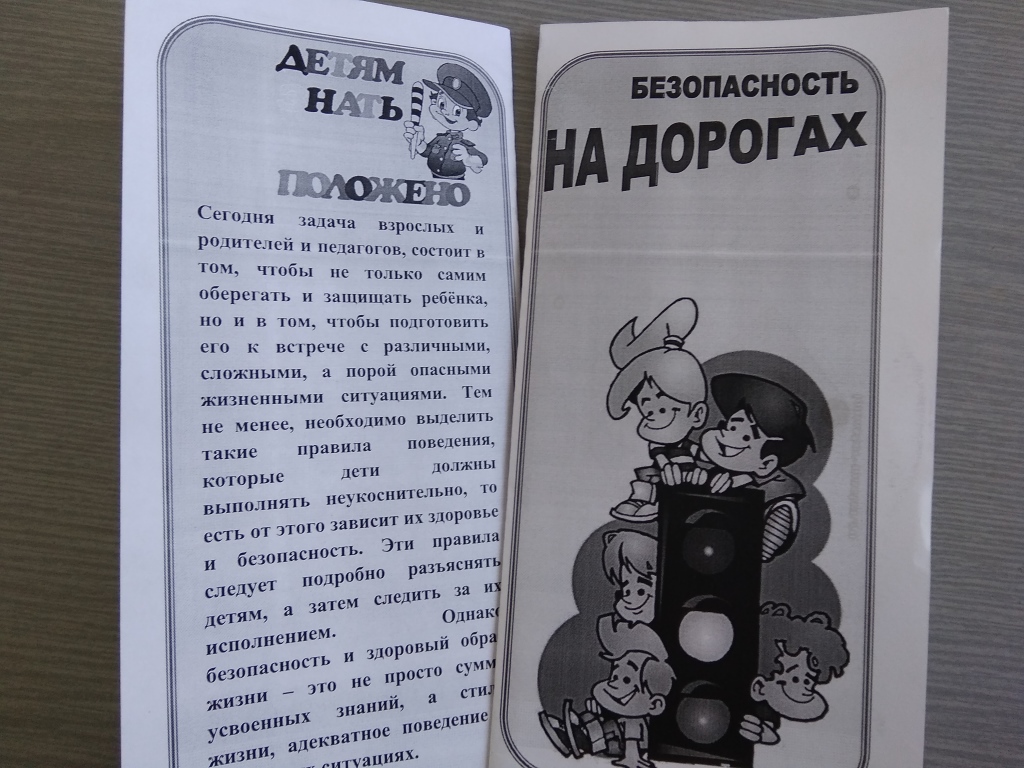 ДЕТЯМ
НАТЬ
ПОЛОЖЕНО
Сегодня задача взрослых и
родителей и педагогов, состоит в
том, чтобы не только самим
оберегать и защищать ребёнка,
но и в том, чтобы подготовить
его к встрече с различными,
сложными, а порой опасными
жизненными ситуациями. Тем
не менее, необходимо выделить
такие правила поведения,
которые дети должны
выполнять неукоснительно, то
есть от этого зависит их здоровье
и безопасность. Эти правила
следует подробно разъяснять
детям, а затем следить за их
исполнением. Однако
безопасность и здоровый обра
жизни – это не просто сумм
усвоенных знаний, а стил
жизни, адекватное поведение
ситуациях.
БЕЗОПАСНОСТЬ
НА ДОРОГАХ